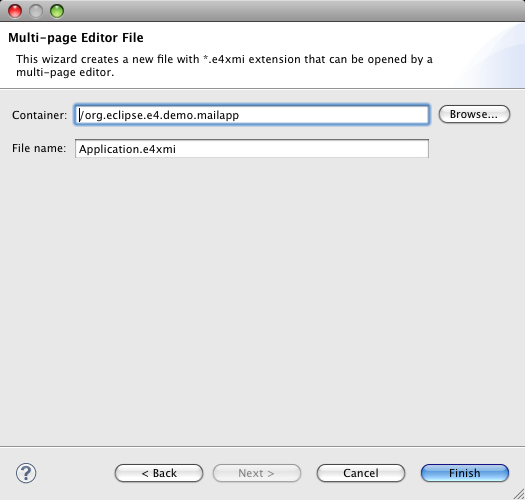 Multi-page Editor File
This wizard creates a new file with *.e4xmi extension that can be opened by a
multi-page editor.
Container: /org.eclipse.e4.demo.mailapp Browse...
File name: Application.e4xmi
? < Back Next > Cancel Finish